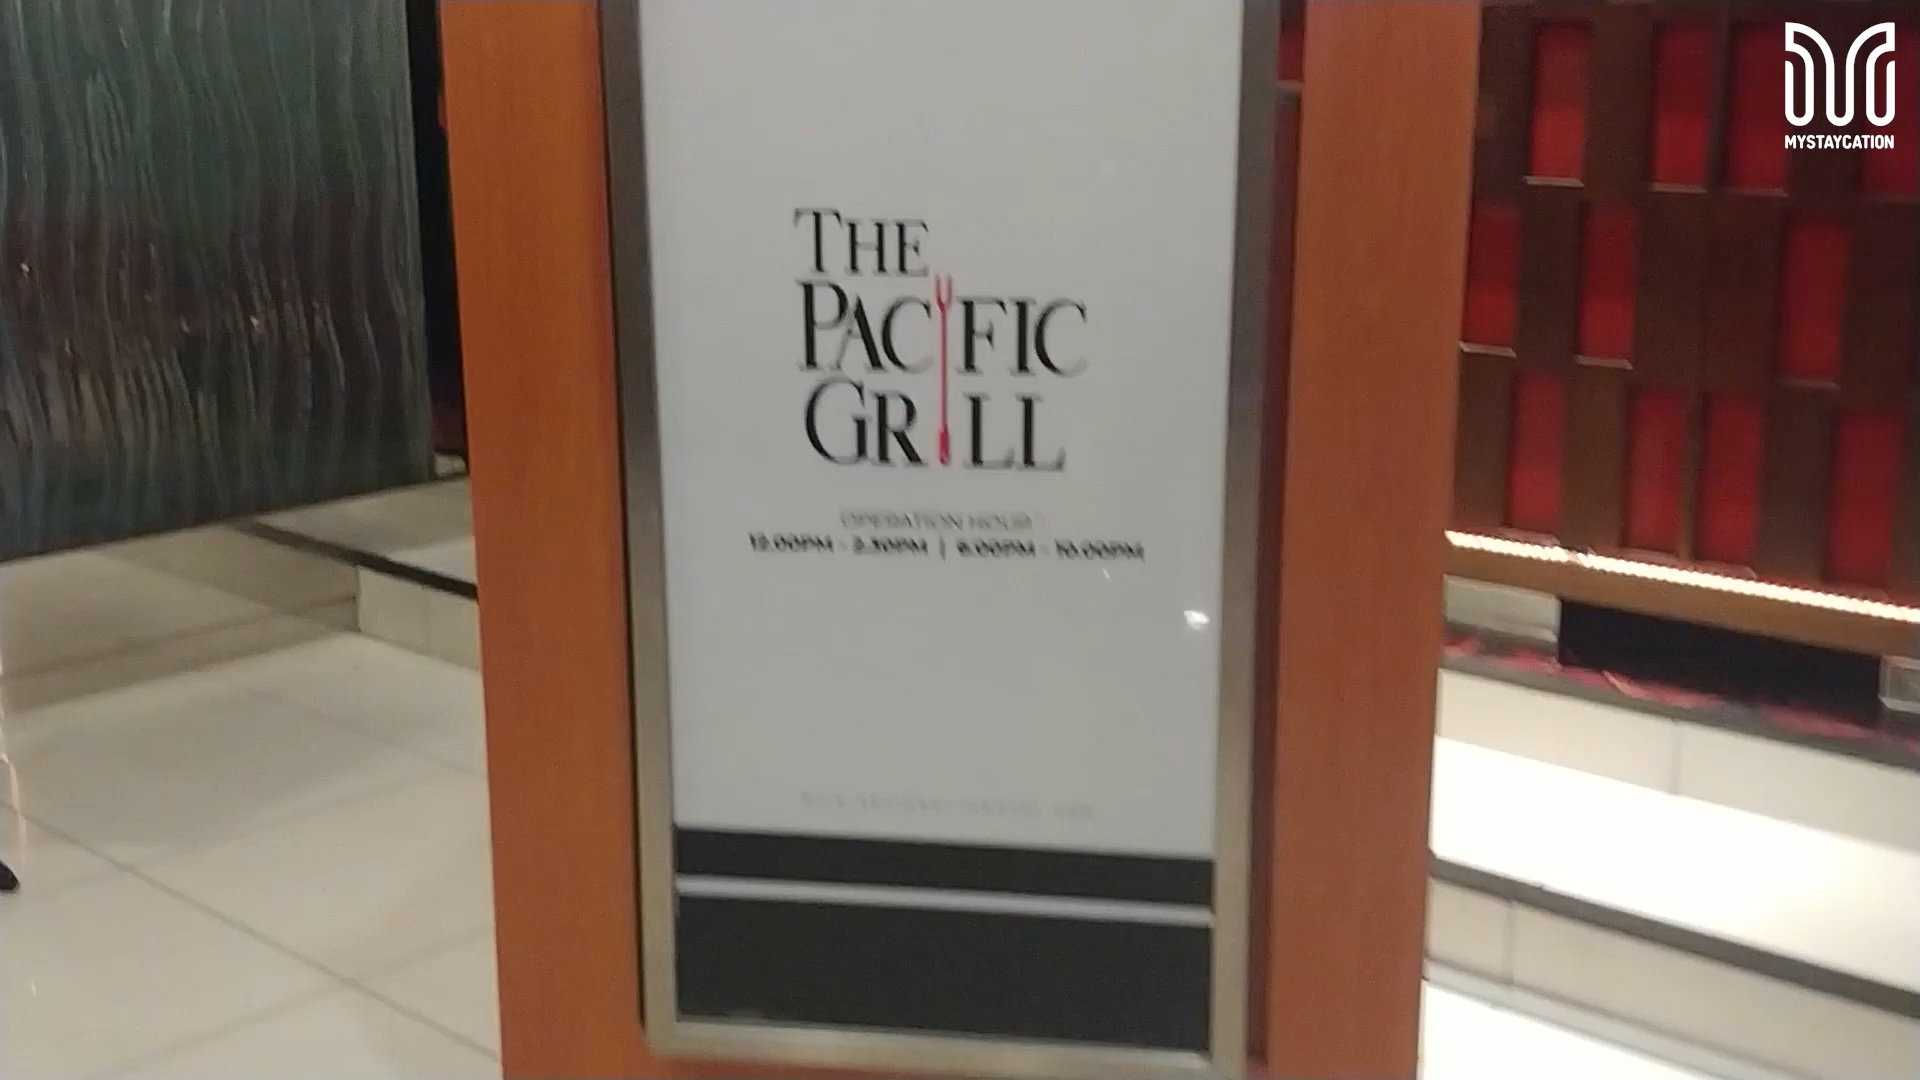 MYSTAYCATION
THE
PACIFIC
GRILL
OPERATION HOUR
12.00PM - 2.30PM | 6.00PM - 10.00PM